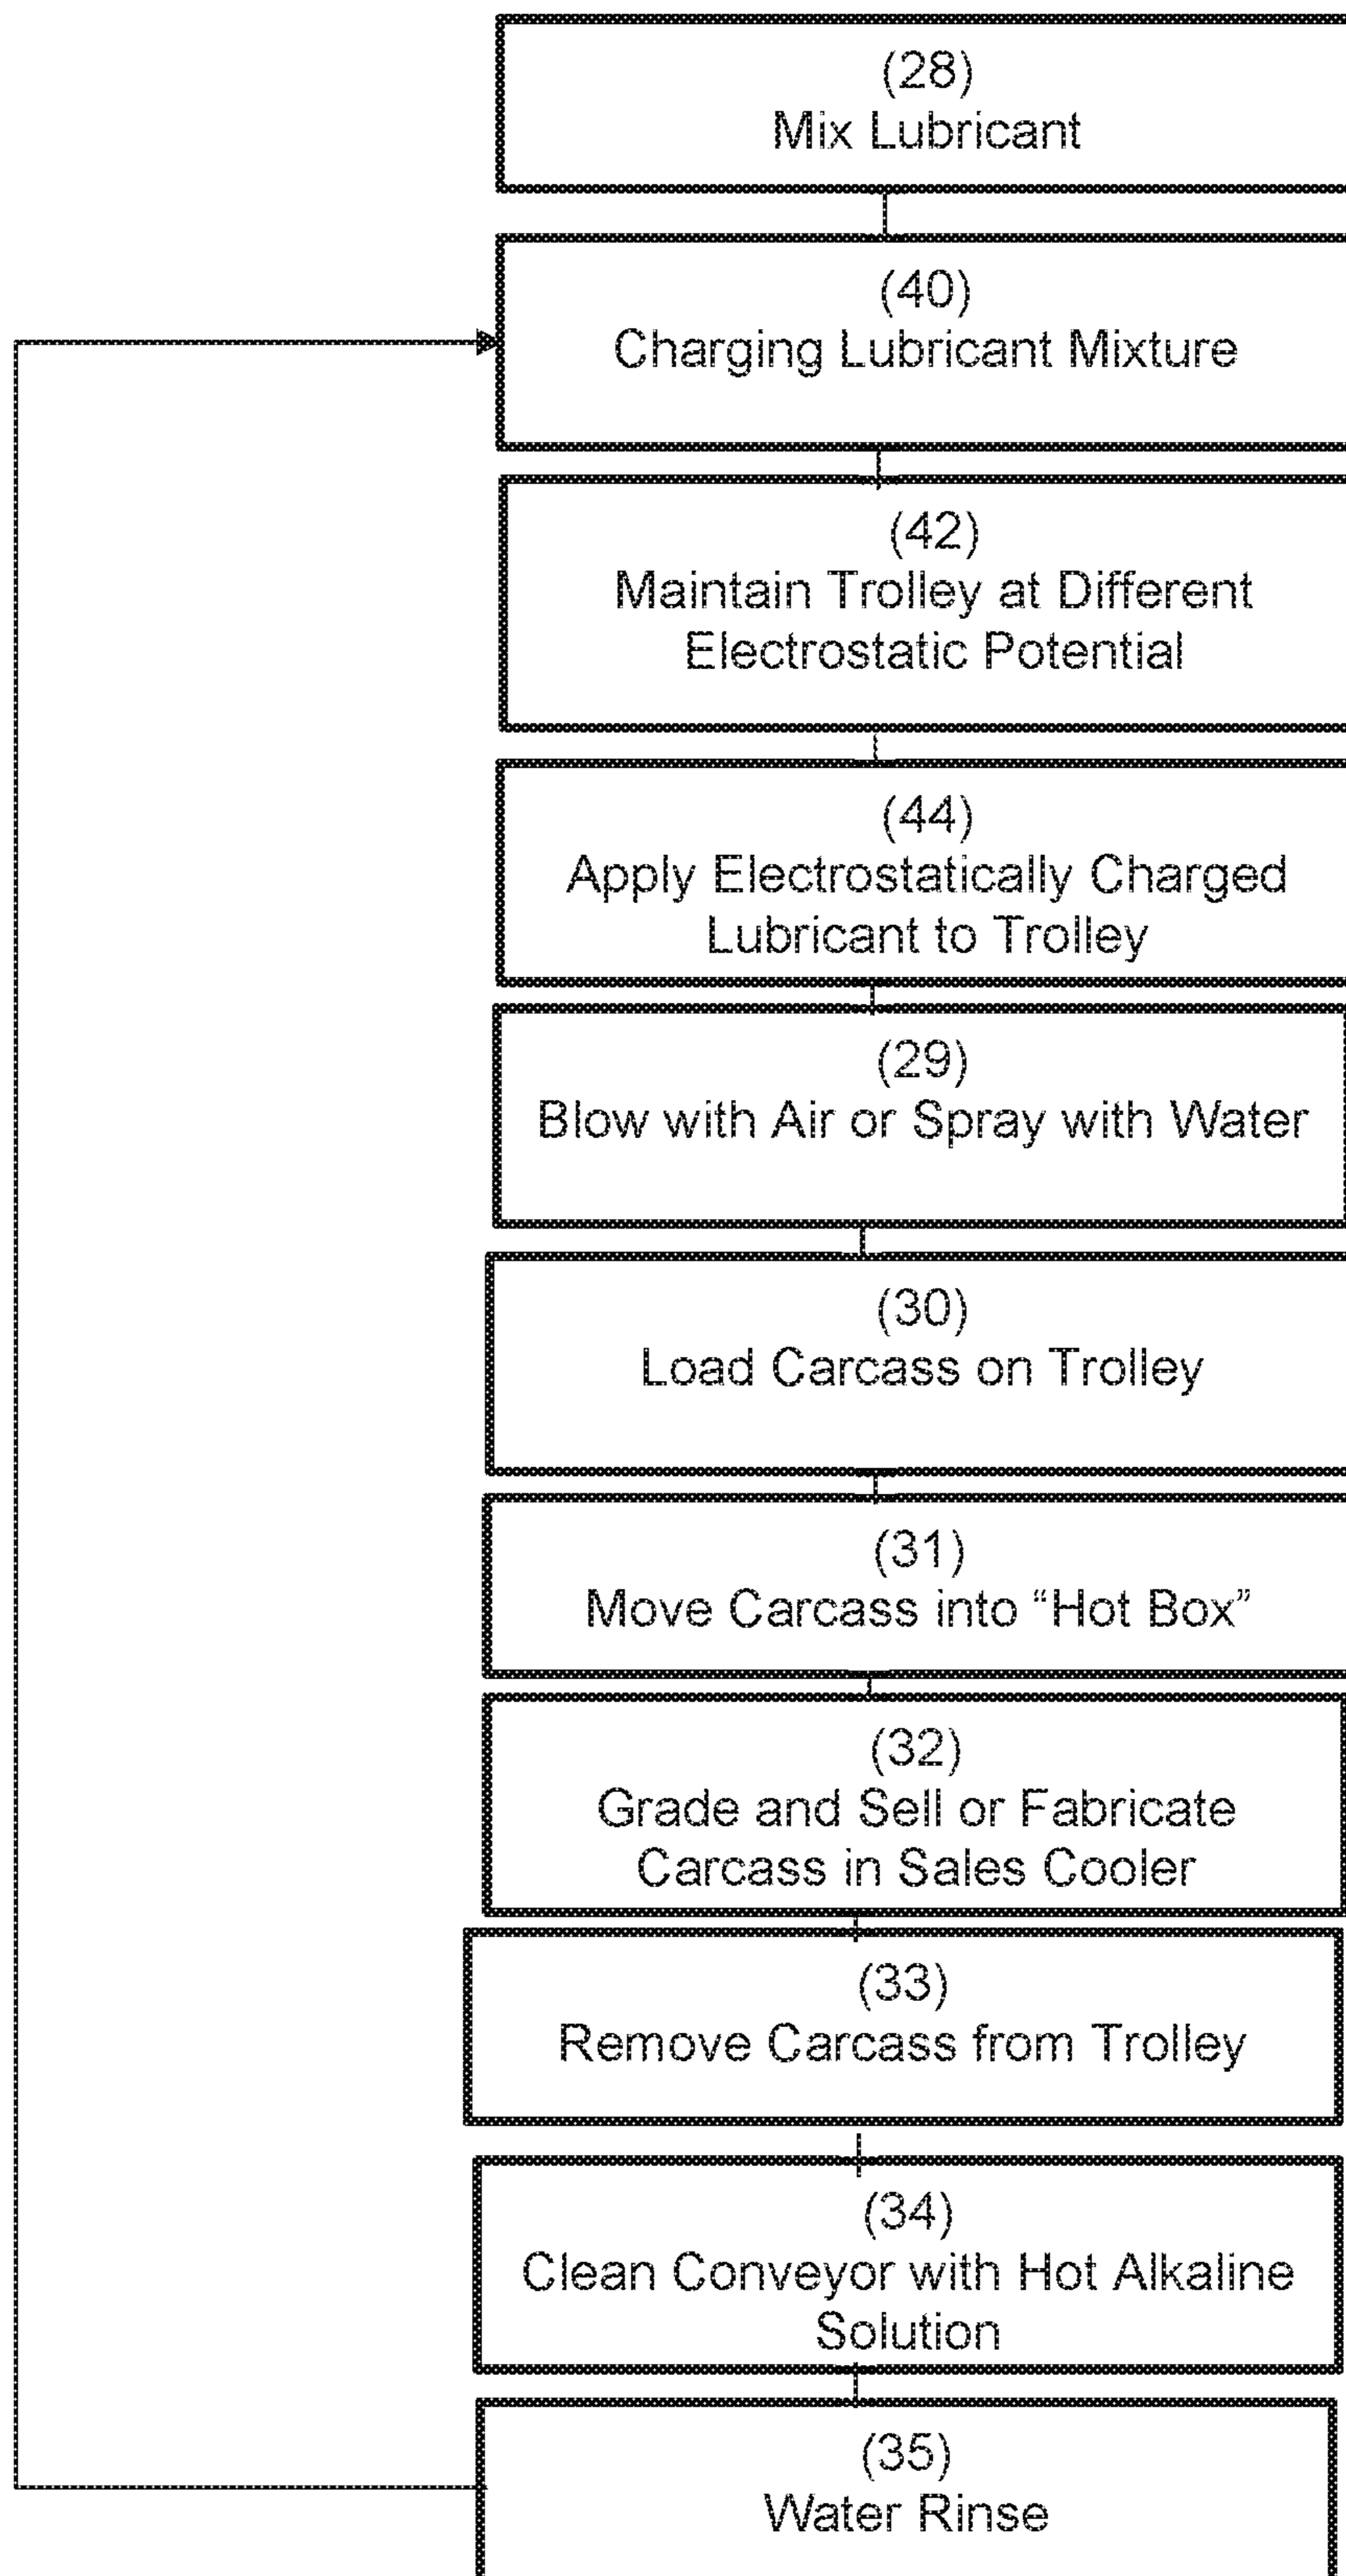 (28)
Mix Lubricant
(40)
Charging Lubricant Mixture
(42)
Maintain Trolley at Different
Electrostatic Potential
(44)
Apply Electrostatically Charged
Lubricant to Trolley
(29)
Blow with Air or Spray with Water
(30)
Load Carcass on Trolley
(31)
Move Carcass into “Hot Box”
(32)
Grade and Sell or Fabricate
Carcass in Sales Cooler
(33)
Remove Carcass from Trolley
(34)
Clean Conveyor with Hot Alkaline
Solution
(35)
Water Rinse